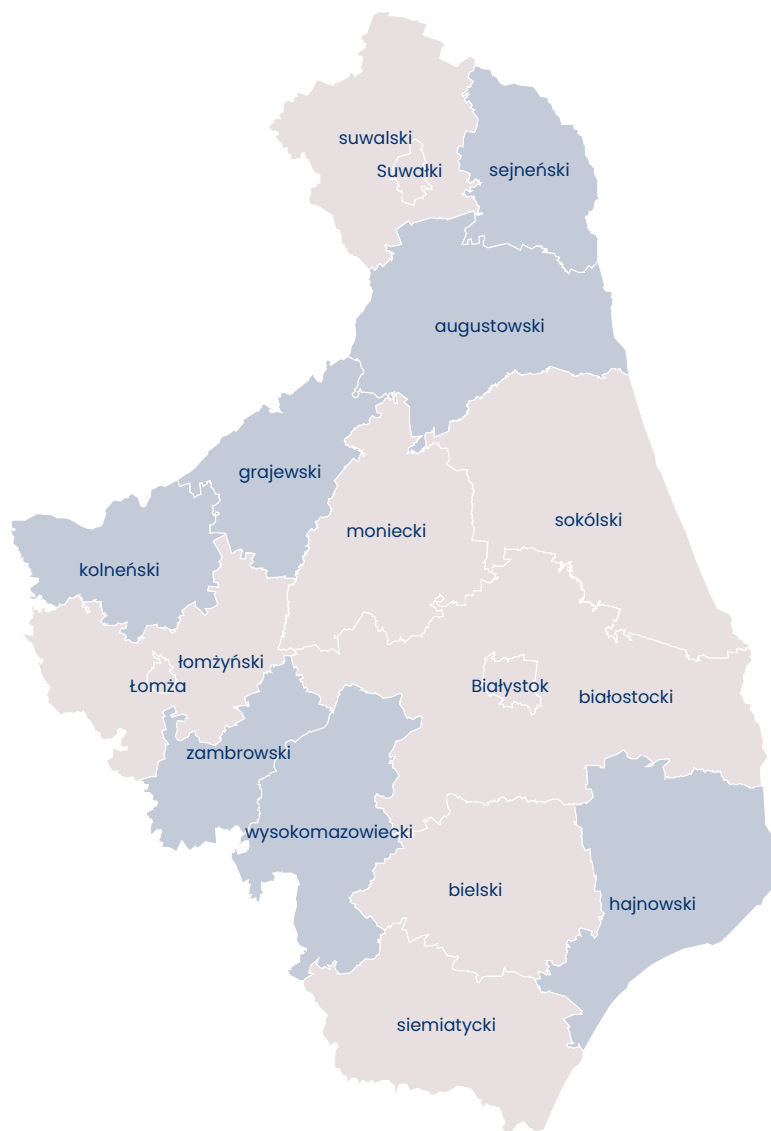 suwalski
Suwałki
sejneński
augustowski
grajewski
sokólski
moniecki
kolneński
łomżyński
Łomża
Białystok
białostocki
zambrowski
wysokomazowiecki
bielski
hajnowski
siemiatycki